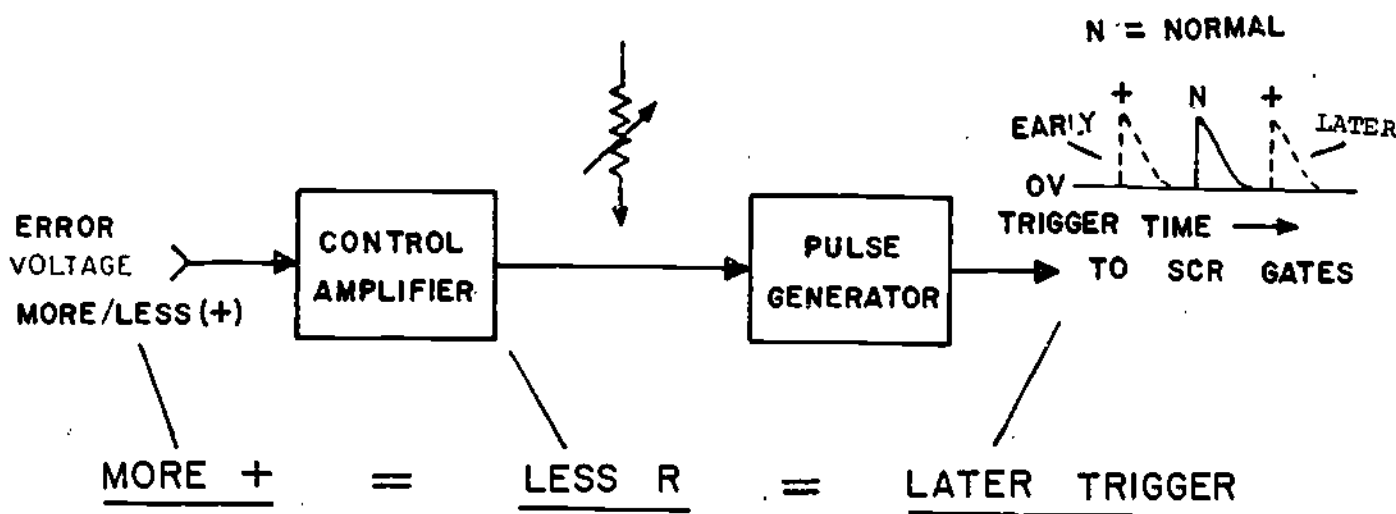 N = NORMAL
+ N +
EARLY
LATER
OV
TRIGGER TIME
TO SCR GATES
ERROR
VOLTAGE
MORE/LESS (+)
CONTROL
AMPLIFIER
PULSE
GENERATOR
MORE + = LESS R = LATER TRIGGER